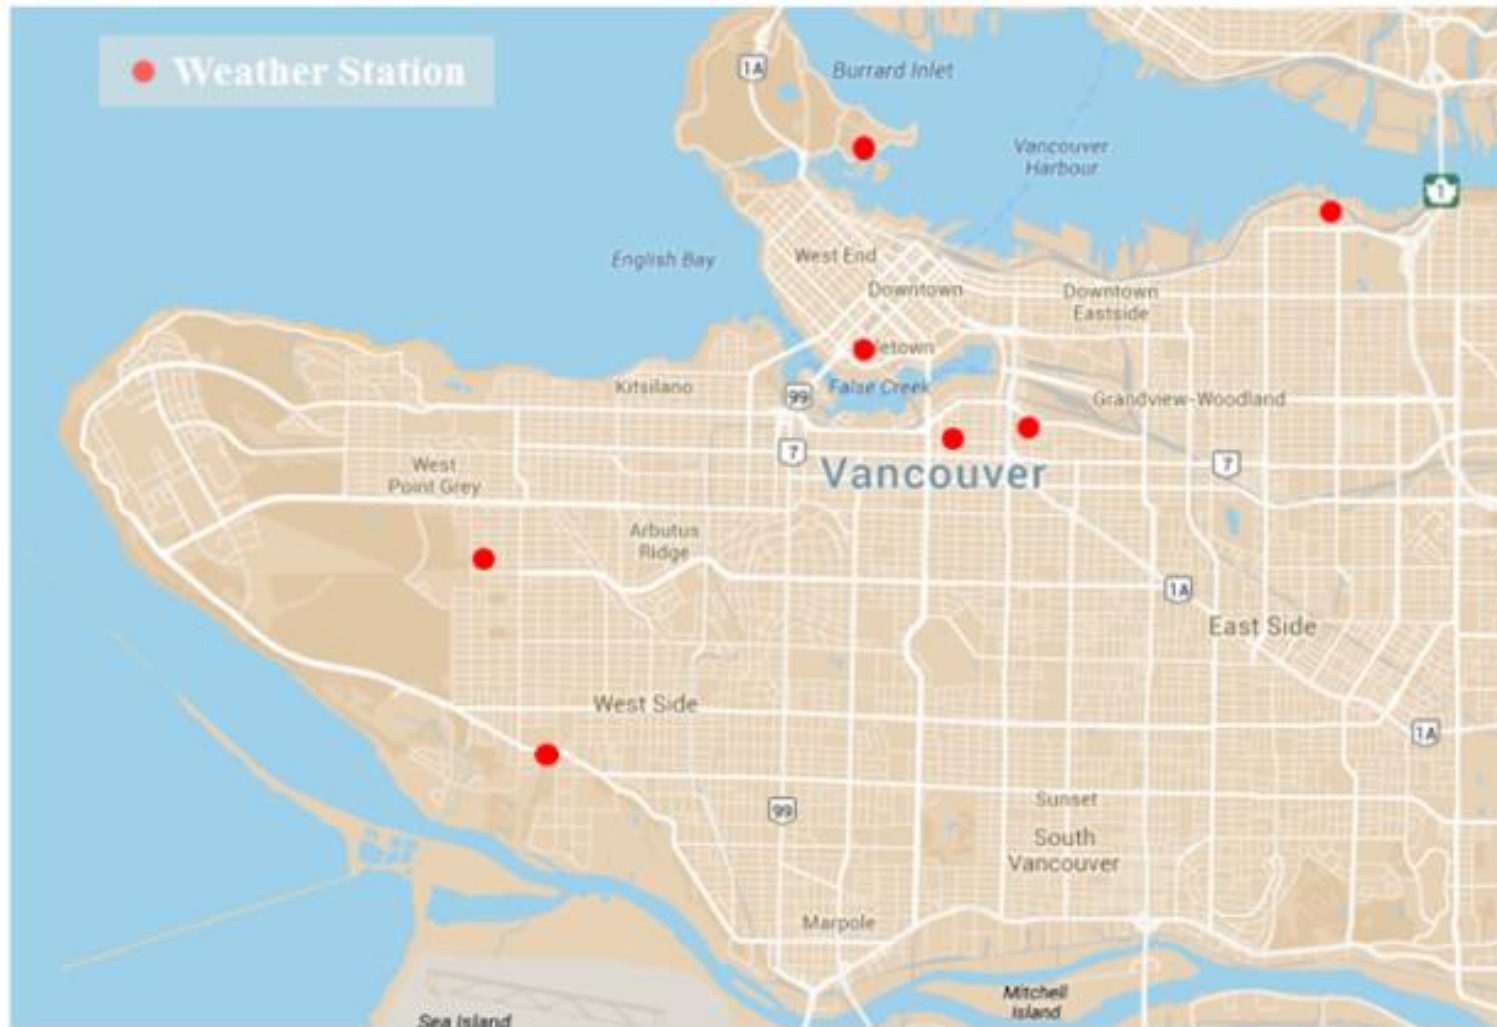 Weather Station
1A
Burrard Inlet
Vancouver
Harbour
1
English Bay
West End
Downtown
Downtown
Eastside
letown
Kitsilano
False Creek
99
Grandview-Woodland
7
7
West
Point Grey
Vancouver
Arbutus
Ridge
1A
East Side
West Side
1A
99
Sunset
South
Vancouver
Marpole
Mitchell
Island
Sea Island